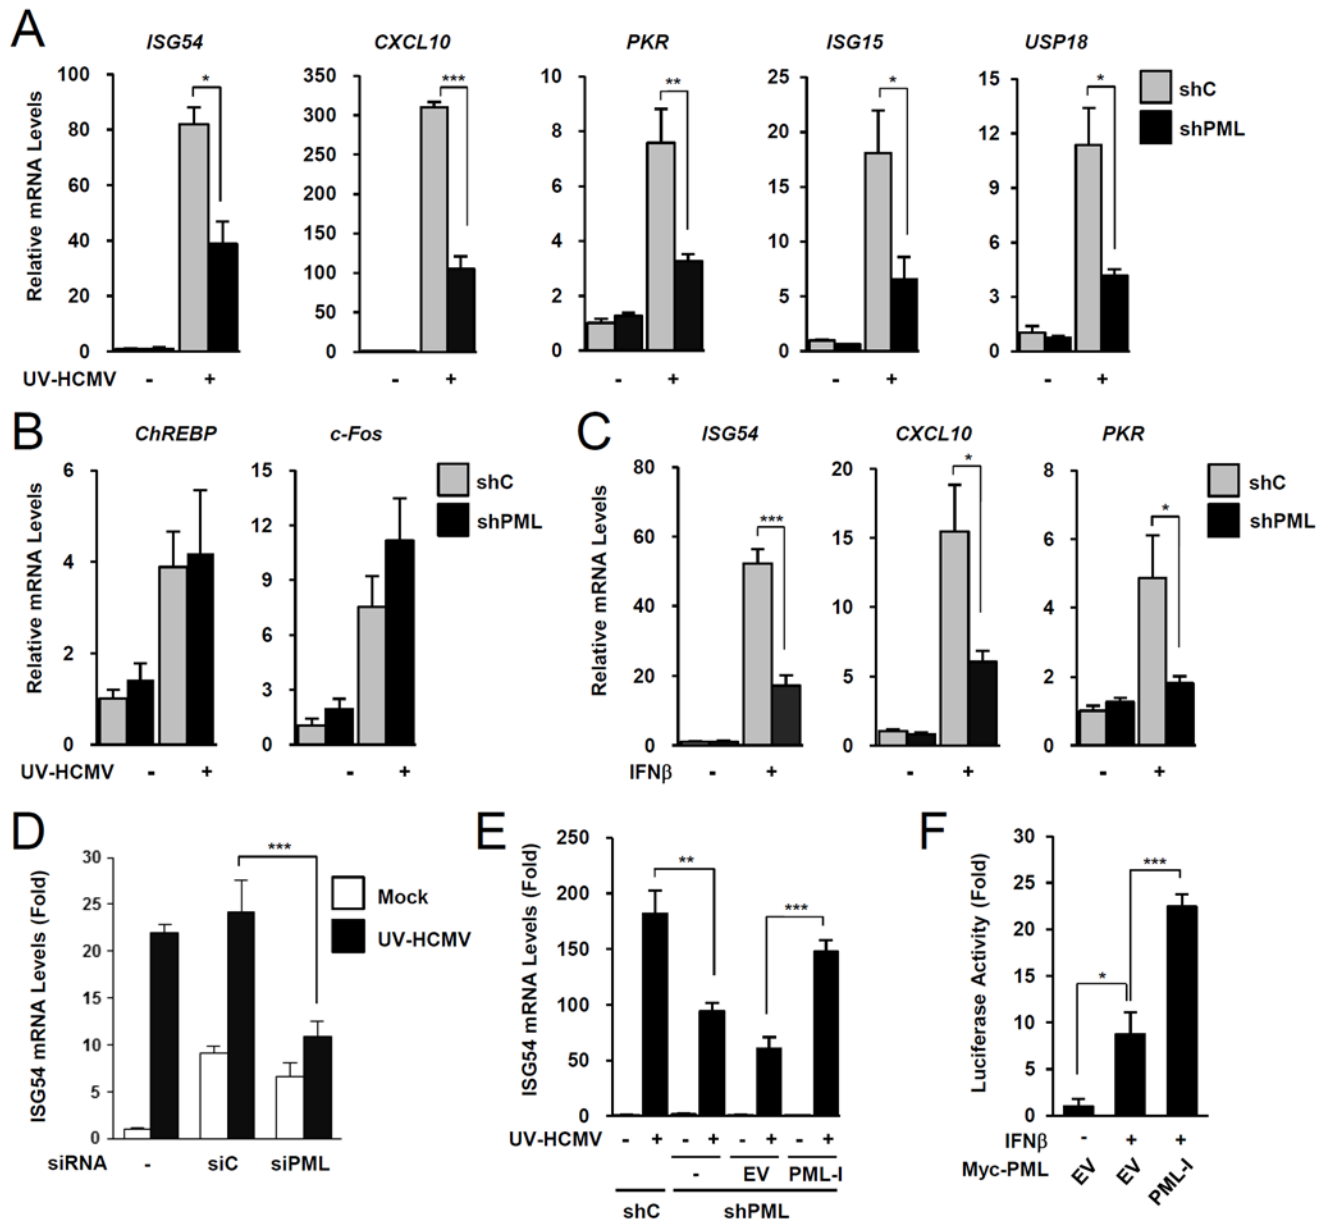 A
ISG54 CXCL10 PKR ISG15 USP18
Relative mRNA Levels
100 80 60 40 20 0
350 300 250 200 150 100 50 0
10 8 6 4 2 0
25 20 15 10 5 0
15 12 9 6 3 0
* *** ** * *
shC
shPML
UV-HCMV - + - + - + - + - +
B
ChREBP c-Fos
Relative mRNA Levels
6 4 2 0
15 12 9 6 3 0
shC
shPML
UV-HCMV - + - +
C
ISG54 CXCL10 PKR
Relative mRNA Levels
80 60 40 20 0
20 15 10 5 0
8 6 4 2 0
*** * *
shC
shPML
IFNβ - + - + - +
D
ISG54 mRNA Levels (Fold)
30 25 20 15 10 5 0
***
Mock
UV-HCMV
siRNA - siC siPML
E
ISG54 mRNA Levels (Fold)
250 200 150 100 50 0
** ***
UV-HCMV - + - + - + - +
- EV PML-I
shC shPML
F
Luciferase Activity (Fold)
30 25 20 15 10 5 0
* ***
IFNβ - + +
Myc-PML EV EV PML-I